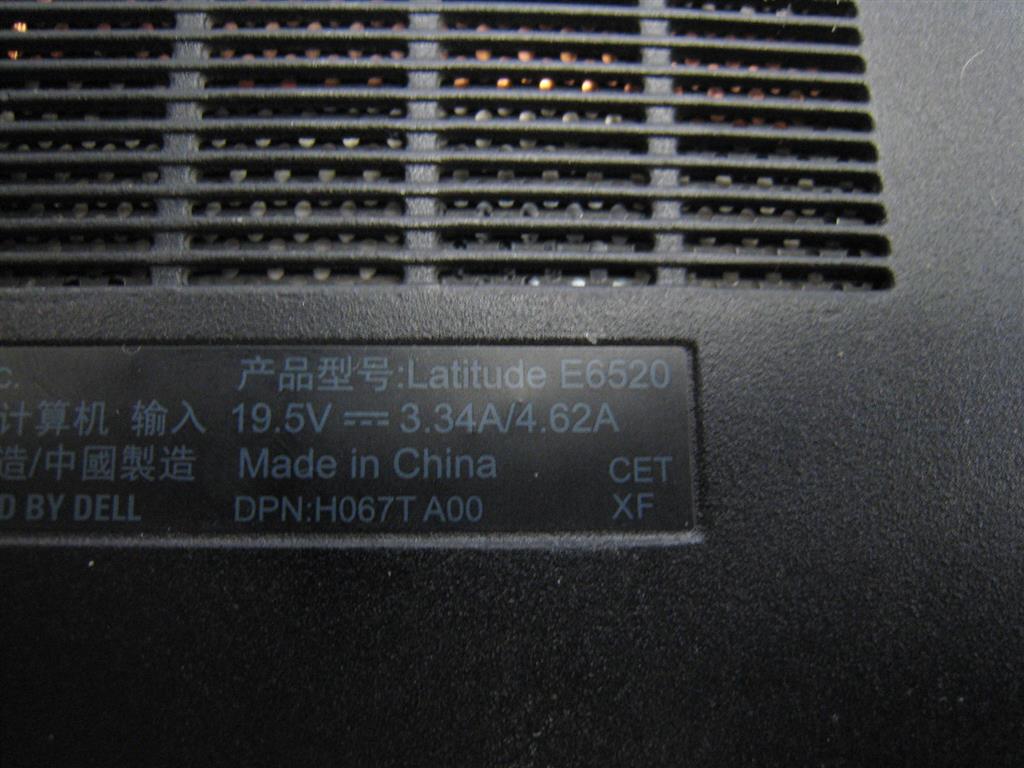 c. 产品型号:Latitude E6520
计算机 输入 19.5V ⎓ 3.34A/4.62A
造/中國製造 Made in China CET
D BY DELL DPN:H067T A00 XF